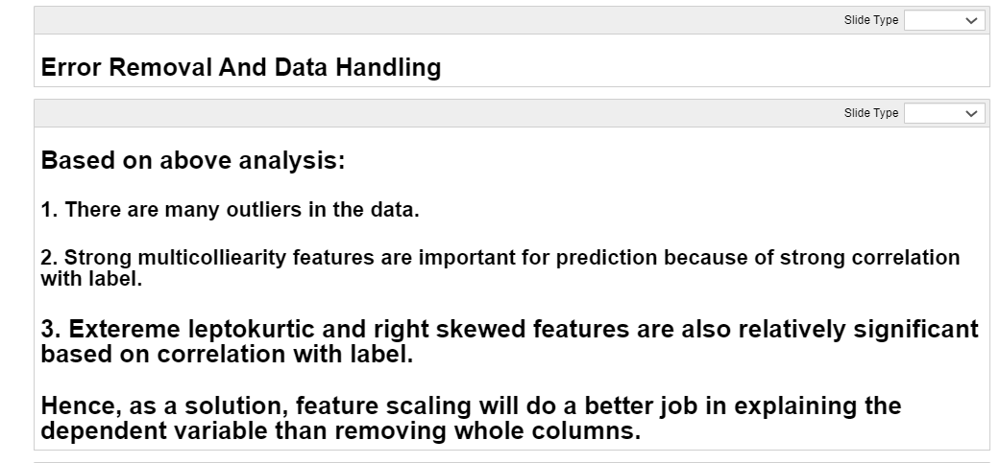 Slide Type
Error Removal And Data Handling
Slide Type
Based on above analysis:
1. There are many outliers in the data.
2. Strong multicolliearity features are important for prediction because of strong correlation
with label.
3. Extereme leptokurtic and right skewed features are also relatively significant
based on correlation with label.
Hence, as a solution, feature scaling will do a better job in explaining the
dependent variable than removing whole columns.